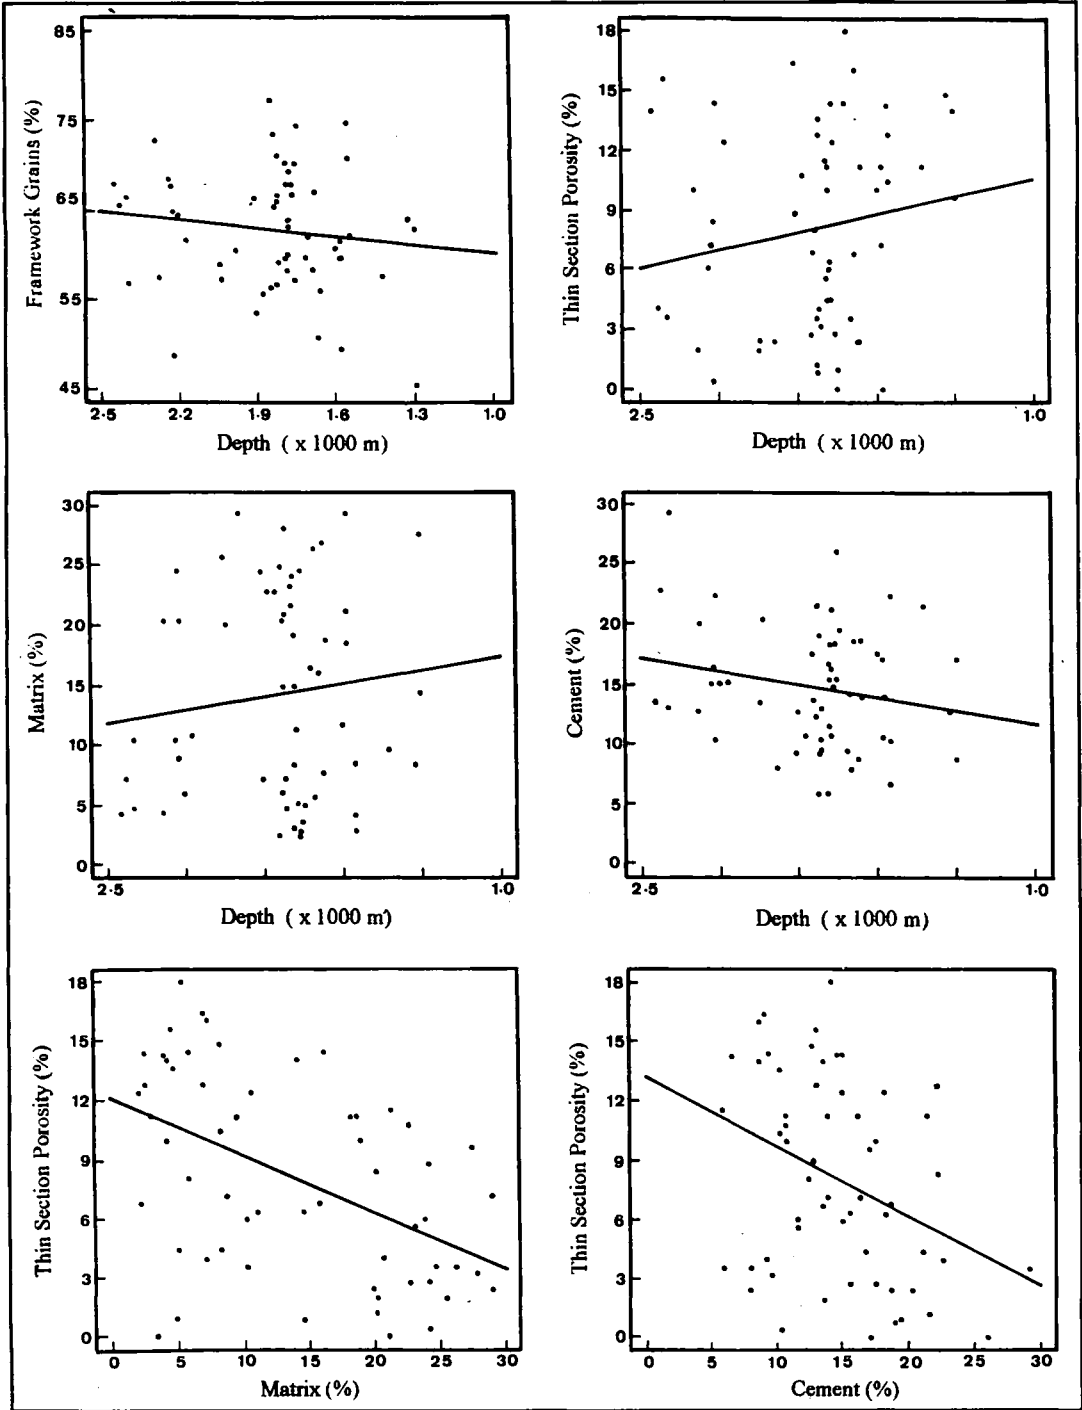 85
75
65
55
45
Framework Grains (%)
2·5 2·2 1·9 1·6 1·3 1·0
Depth ( x 1000 m)
18
15
12
9
6
3
0
Thin Section Porosity (%)
2·5 1·0
Depth ( x 1000 m)
30
25
20
15
10
5
0
Matrix (%)
2·5 1·0
Depth ( x 1000 m)
30
25
20
15
10
5
0
Cement (%)
2·5 1·0
Depth ( x 1000 m)
18
15
12
9
6
3
0
Thin Section Porosity (%)
0 5 10 15 20 25 30
Matrix (%)
18
15
12
9
6
3
0
Thin Section Porosity (%)
0 5 10 15 20 25 30
Cement (%)